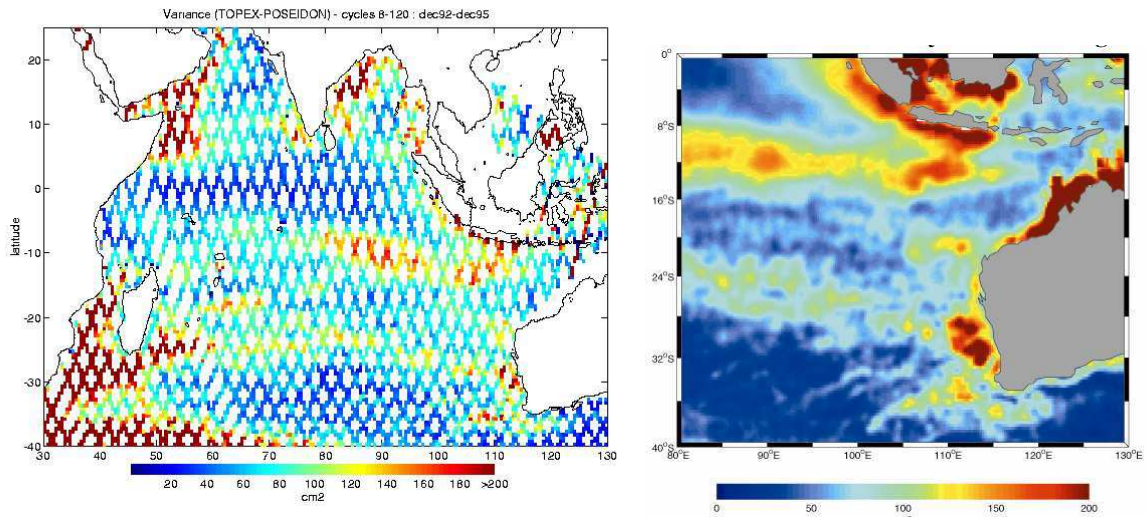 Variance (TOPEX-POSEIDON) - cycles 8-120 : dec92-dec95
latitude
20
10
0
-10
-20
-30
-40
30 40 50 60 70 80 90 100 110 120 130
20 40 60 80 100 120 140 160 180 >200
cm2
0°
8°S
16°S
24°S
32°S
40°S
80°E 90°E 100°E 110°E 120°E 130°E
0 50 100 150 200